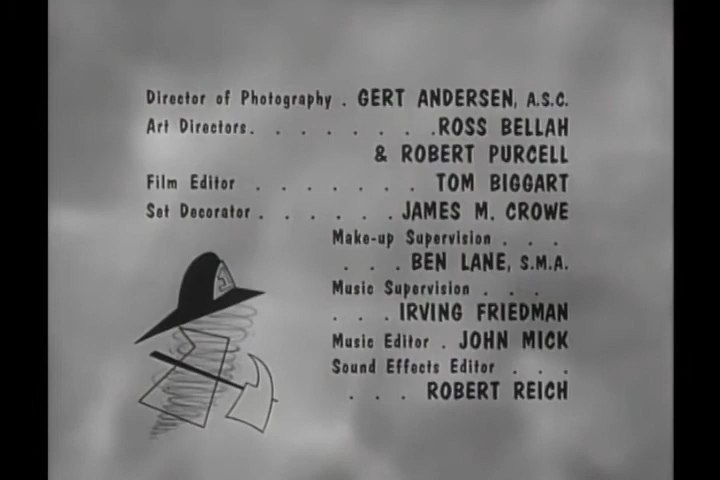 Director of Photography . GERT ANDERSEN, A.S.C.
Art Directors. . . . . . . .ROSS BELLAH
& ROBERT PURCELL
Film Editor . . . . . . . TOM BIGGART
Set Decorator . . . . . . JAMES M. CROWE
Make-up Supervision . . .
. . . BEN LANE, S.M.A.
Music Supervision . . .
. . . IRVING FRIEDMAN
Music Editor . JOHN MICK
Sound Effects Editor . . .
. . . ROBERT REICH
1